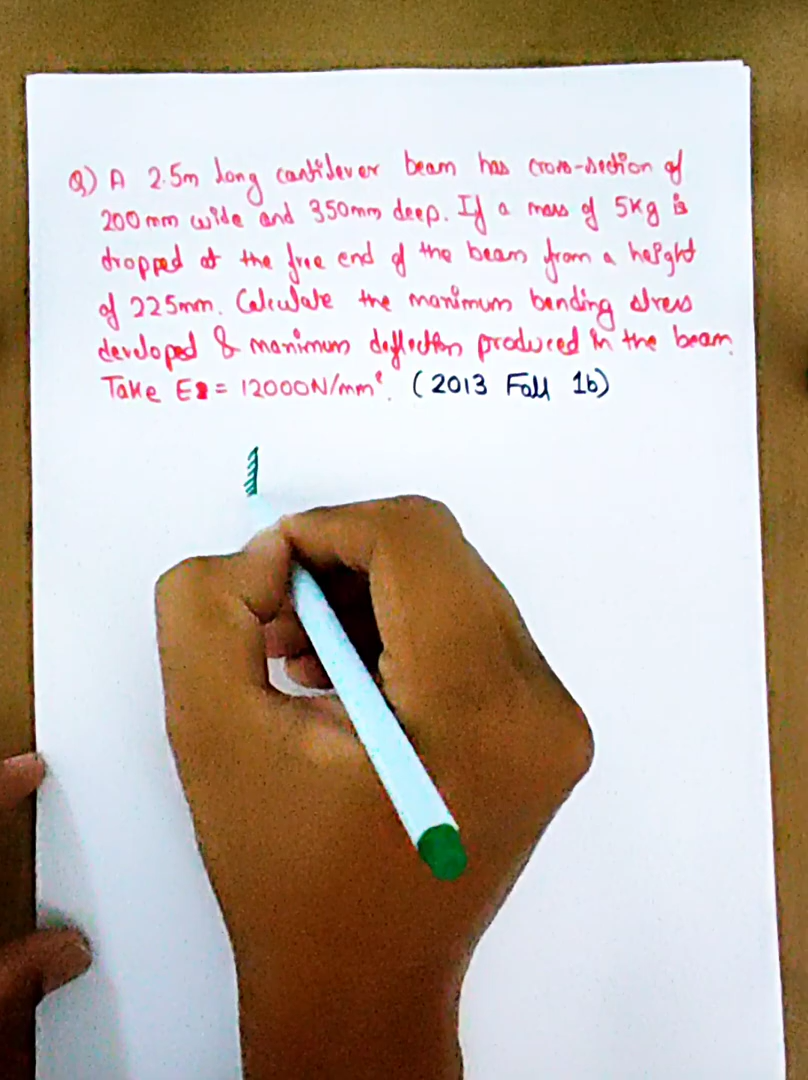 Q) A 2.5m long cantilever beam has cross-section of
200mm wide and 350mm deep. If a mass of 5Kg is
dropped at the free end of the beam from a height
of 225mm. Calculate the maximum bending stress
developed & maximum deflection produced in the beam.
Take E = 12000N/mm². (2013 Fall 1b)